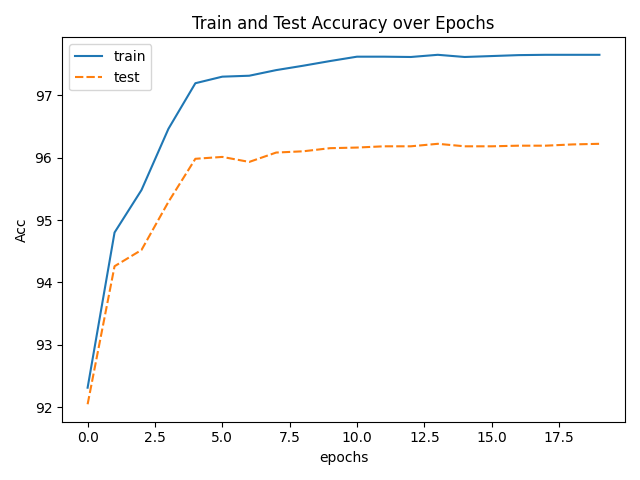 Train and Test Accuracy over Epochs
train
test
97
96
95
94
93
92
Acc
0.0 2.5 5.0 7.5 10.0 12.5 15.0 17.5
epochs